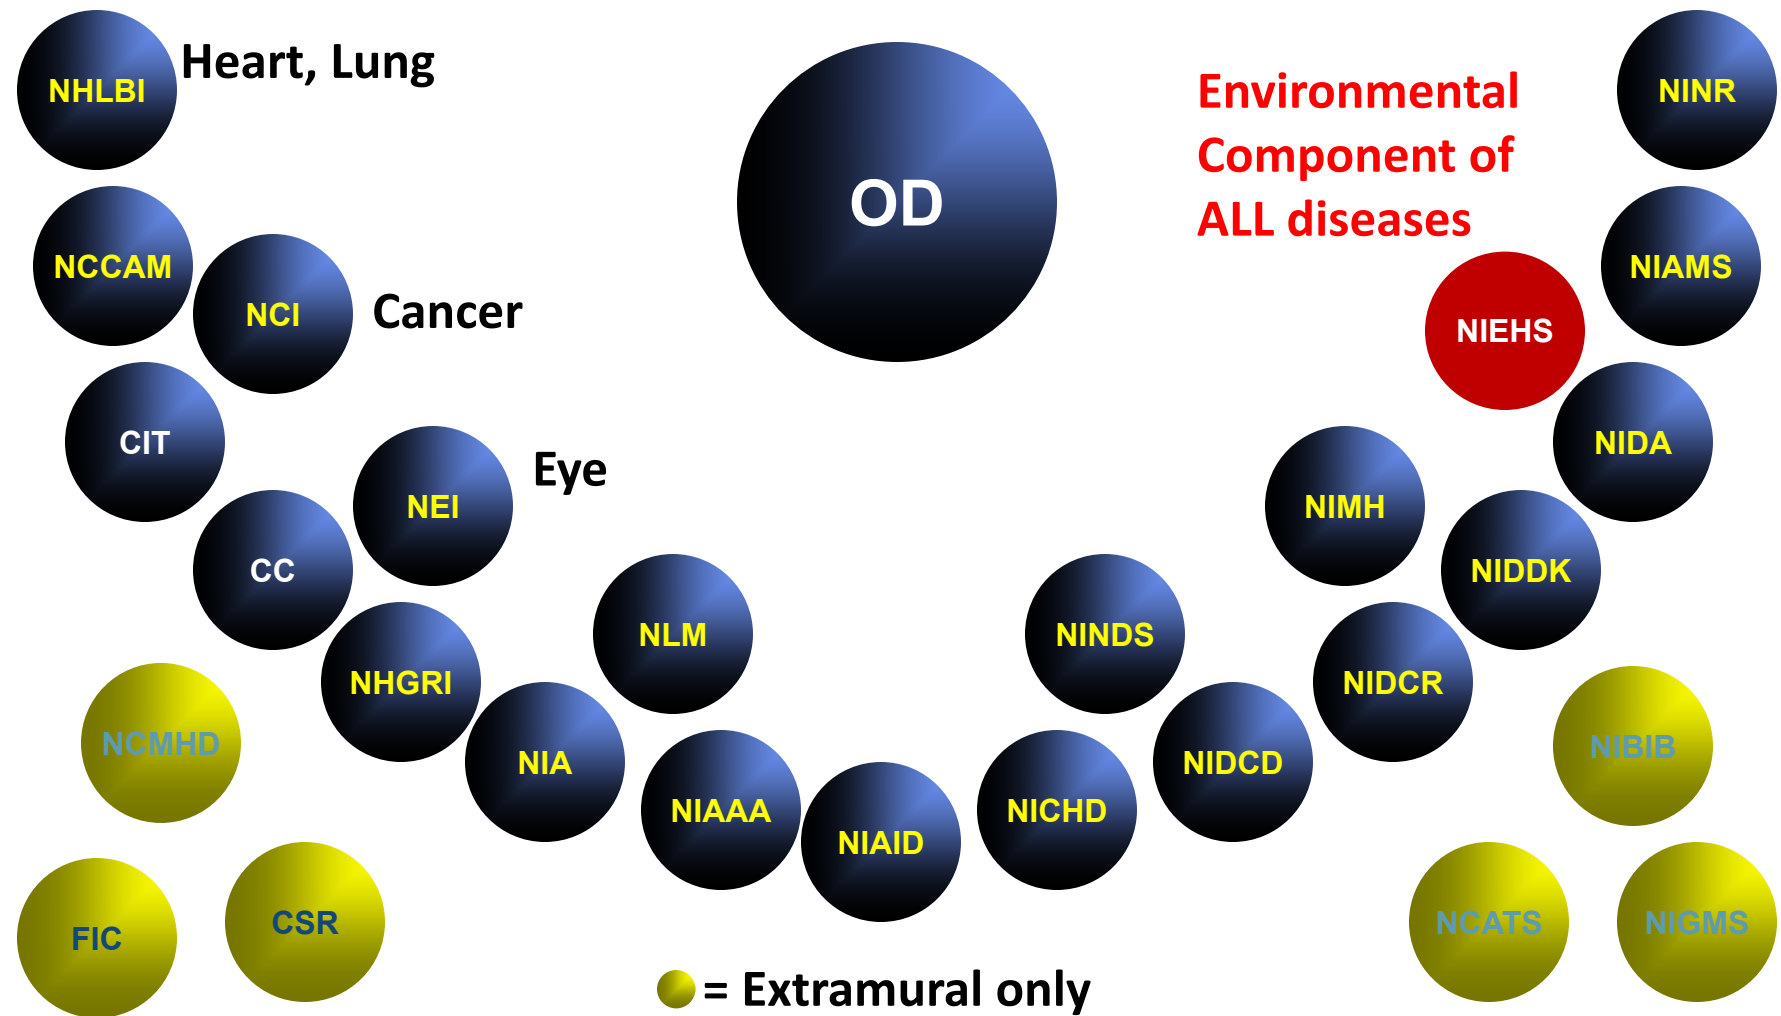 NHLBI
Heart, Lung
OD
Environmental
Component of
ALL diseases
NINR
NCCAM
NCI
Cancer
NIEHS
NIAMS
CIT
NEI
Eye
NIMH
NIDA
CC
NLM
NINDS
NIDDK
NHGRI
NIDCR
NCMHD
NIA
NIAAA
NIAID
NICHD
NIDCD
NIBIB
FIC
CSR
NCATS
NIGMS
= Extramural only